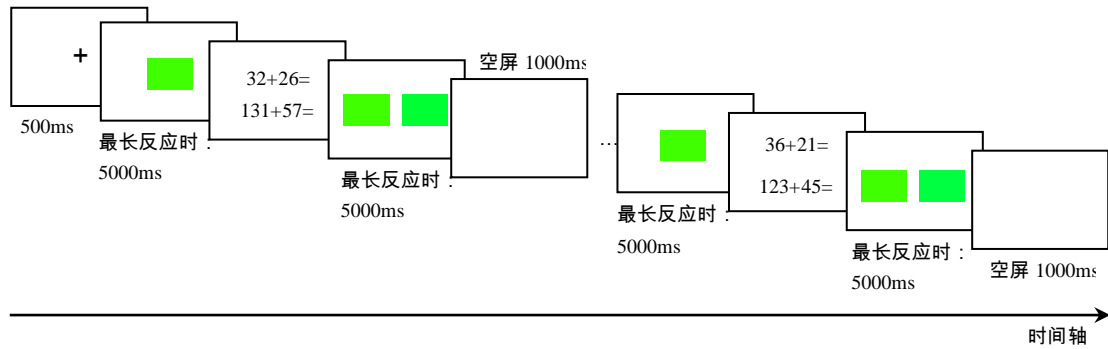 +
500ms
最长反应时：
5000ms
32+26=
131+57=
最长反应时：
5000ms
空屏 1000ms
…
最长反应时：
5000ms
36+21=
123+45=
最长反应时：
5000ms
空屏 1000ms
时间轴